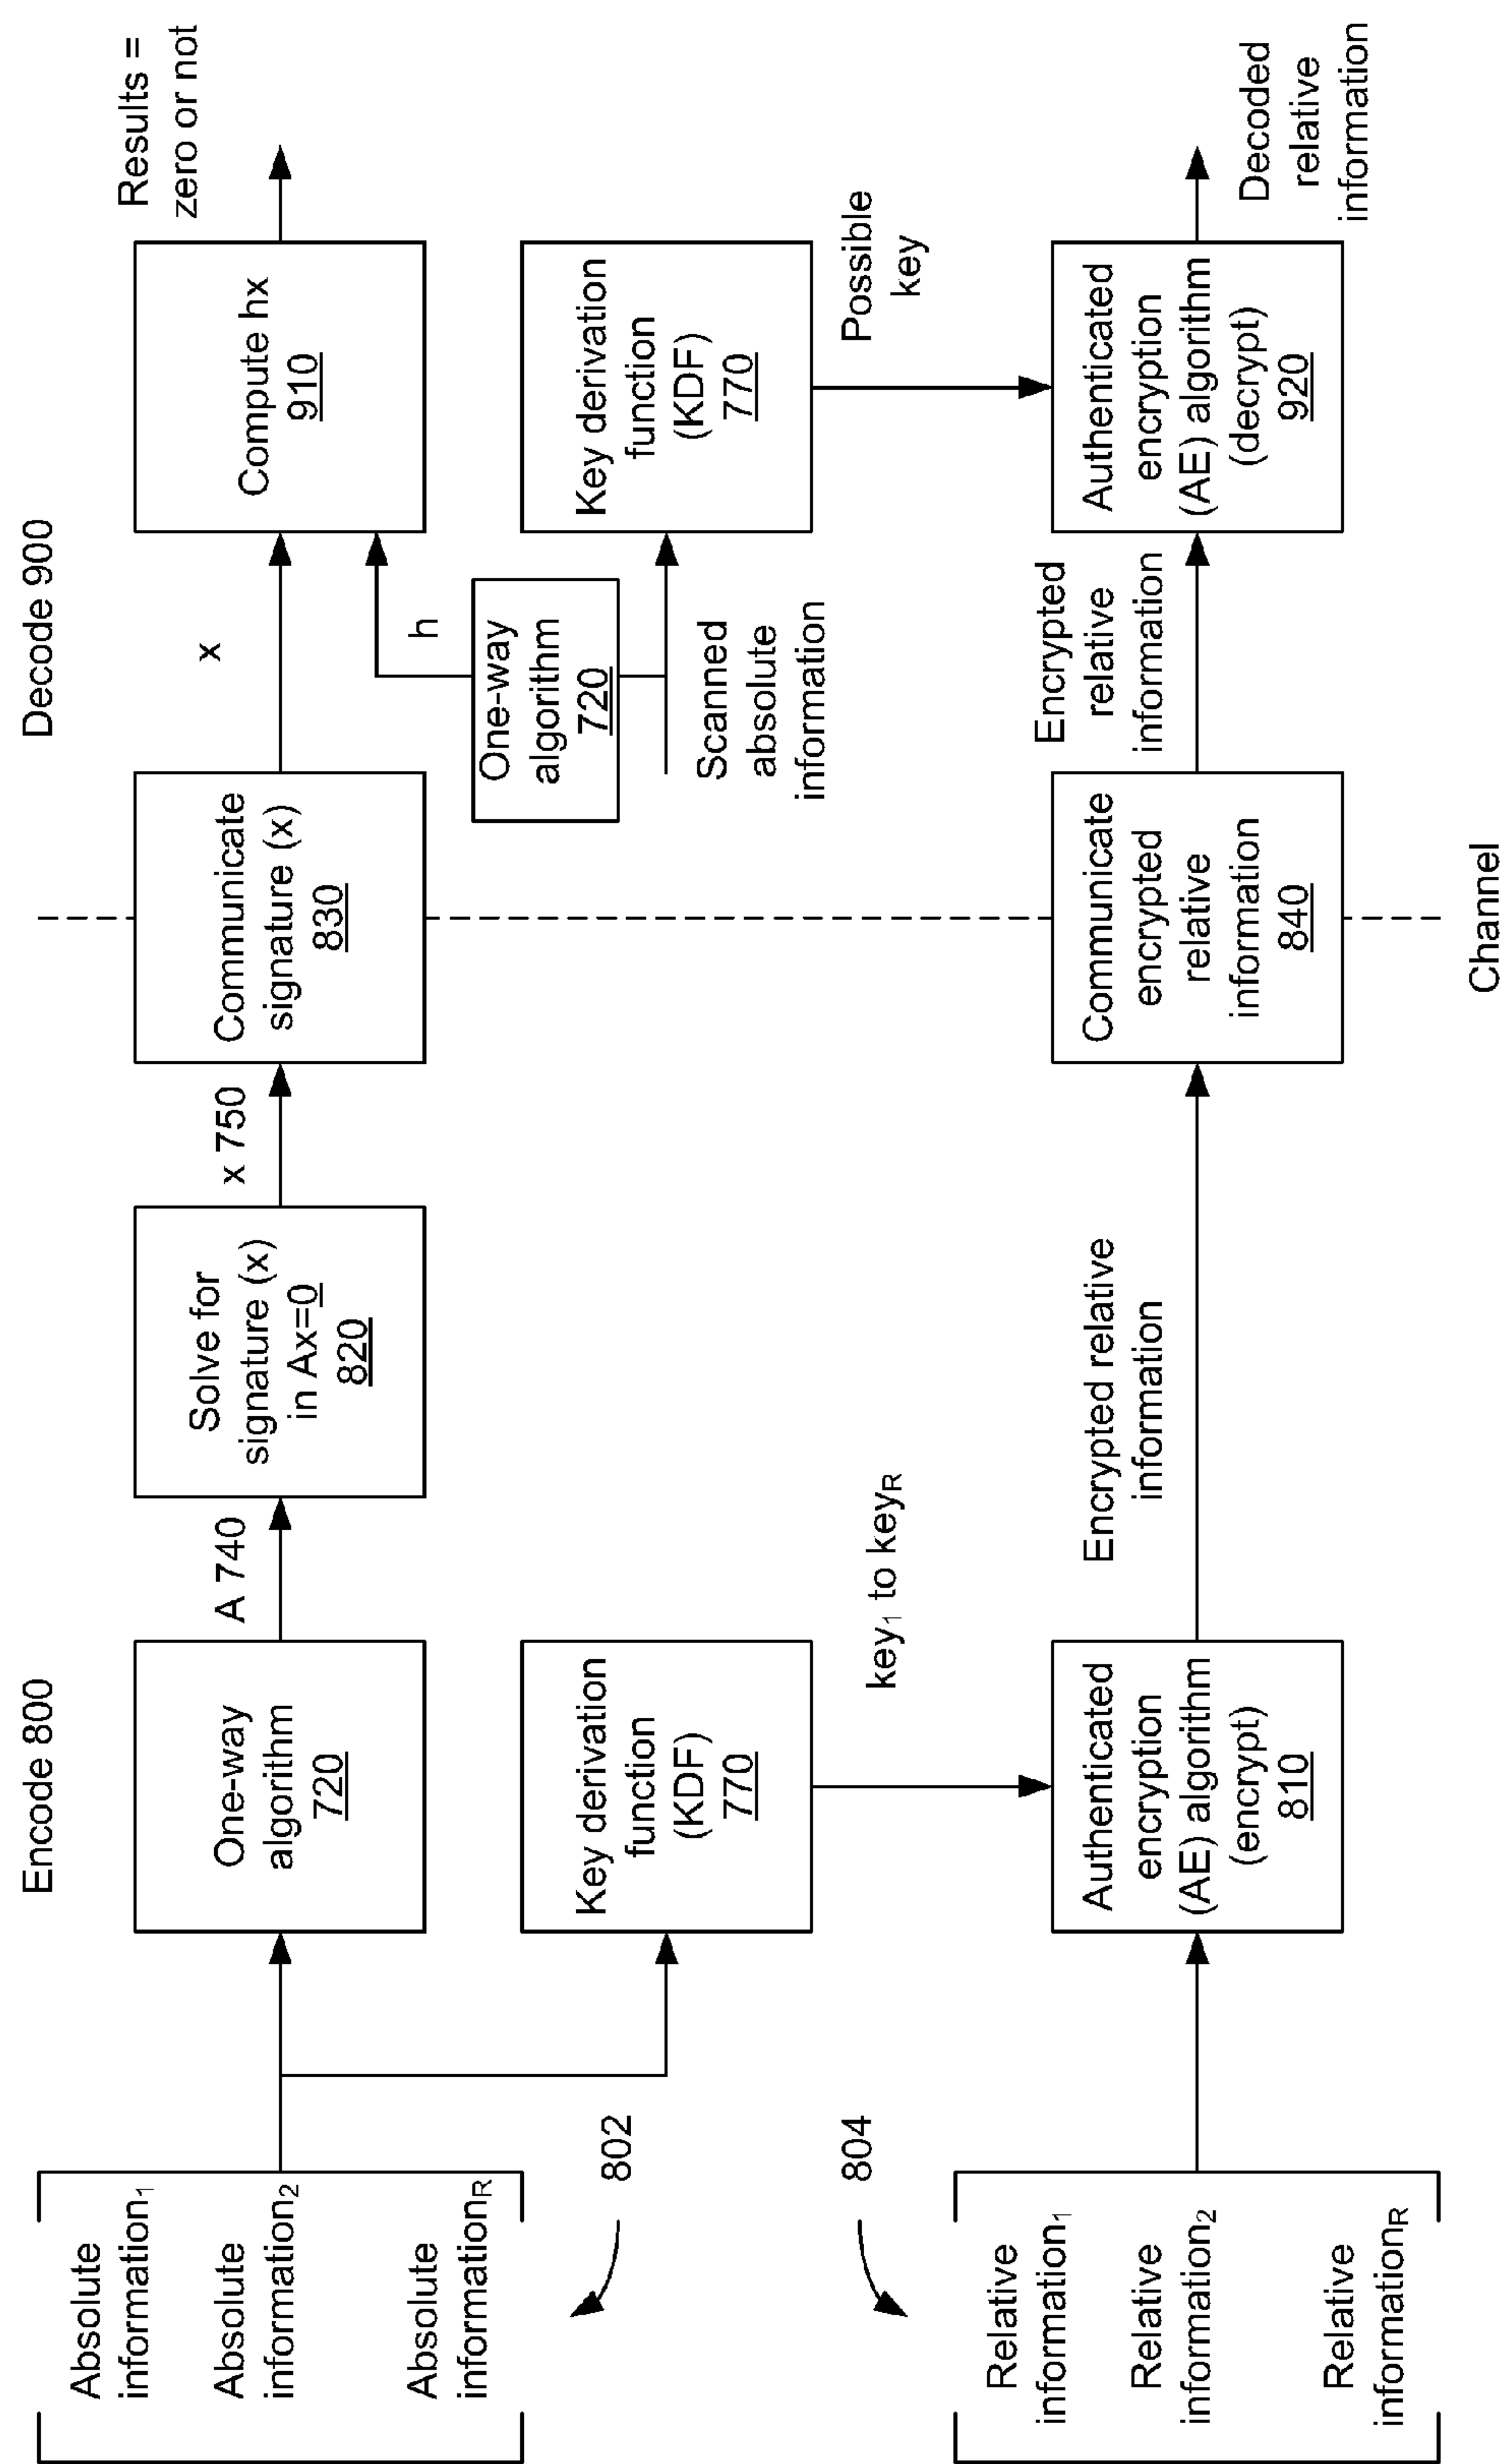 Encode 800
Decode 900
Absolute
information₁
Absolute
information₂
Absolute
informationR
802
One-way
algorithm
720
A 740
Solve for
signature (x)
in Ax=0
820
x 750
Communicate
signature (x)
830
x
Compute hx
910
Results =
zero or not
h
One-way
algorithm
720
Scanned
absolute
information
Key derivation
function
(KDF)
770
Key derivation
function
(KDF)
770
key₁ to keyR
Possible
key
804
Relative
information₁
Relative
information₂
Relative
informationR
Authenticated
encryption
(AE) algorithm
(encrypt)
810
Encrypted relative
information
Communicate
encrypted
relative
information
840
Encrypted
relative
information
Authenticated
encryption
(AE) algorithm
(decrypt)
920
Decoded
relative
information
Channel